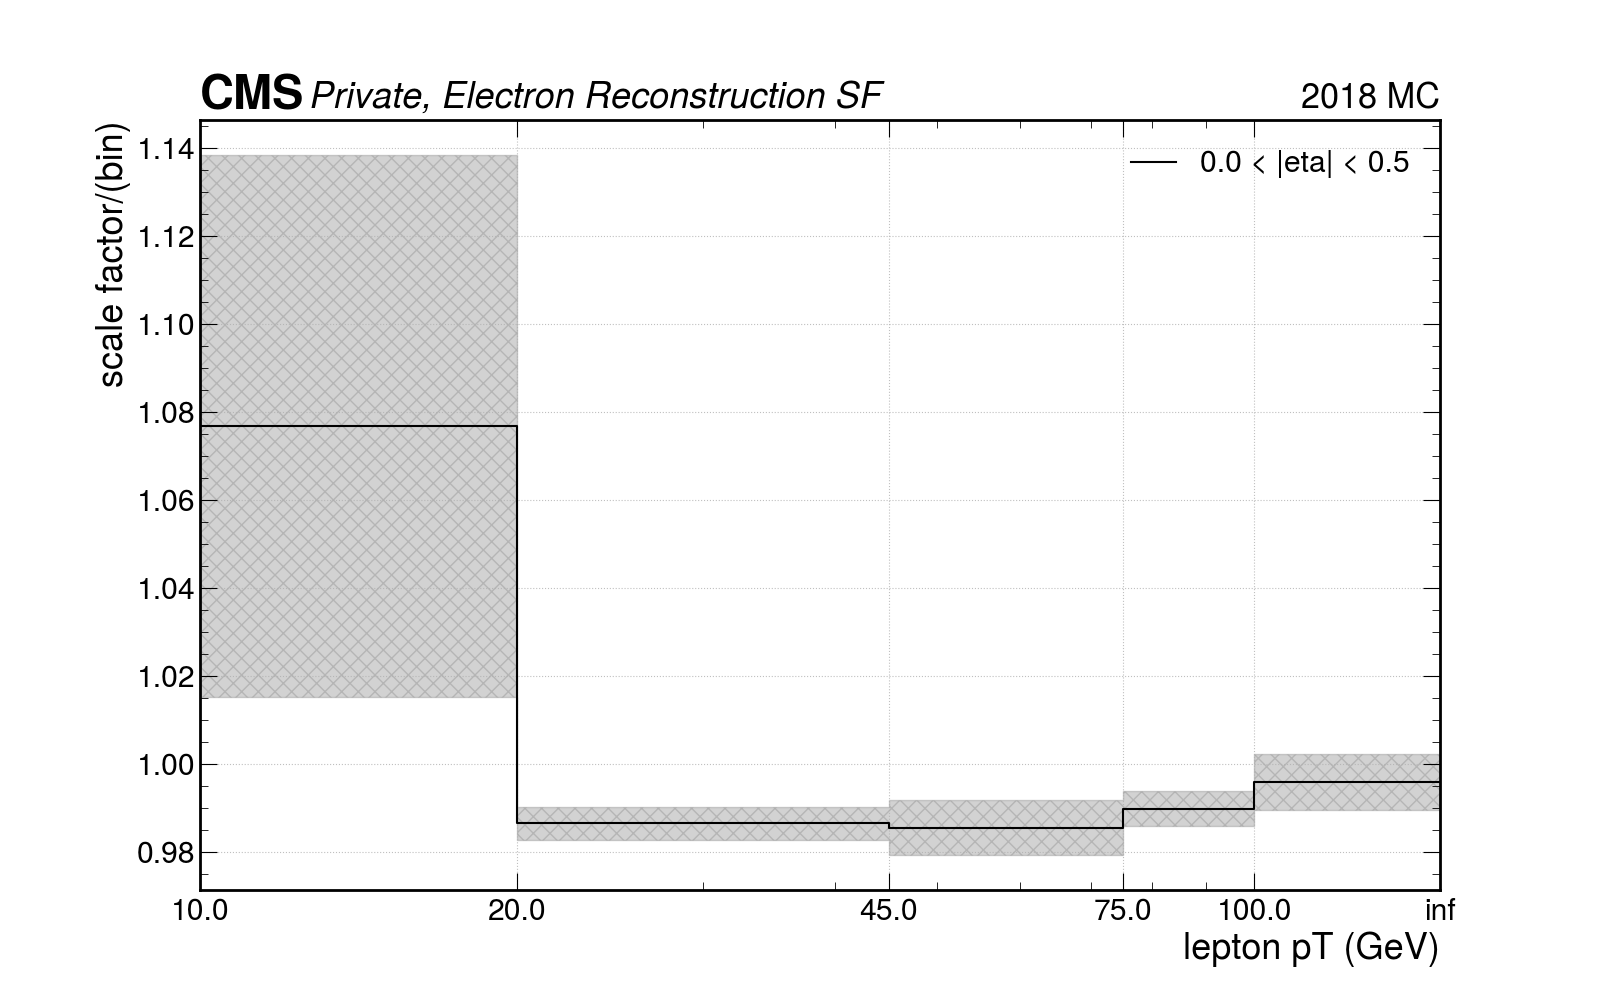 CMS Private, Electron Reconstruction SF 2018 MC
scale factor/(bin)
0.0 < |eta| < 0.5
1.14
1.12
1.10
1.08
1.06
1.04
1.02
1.00
0.98
10.0 20.0 45.0 75.0 100.0 inf
lepton pT (GeV)